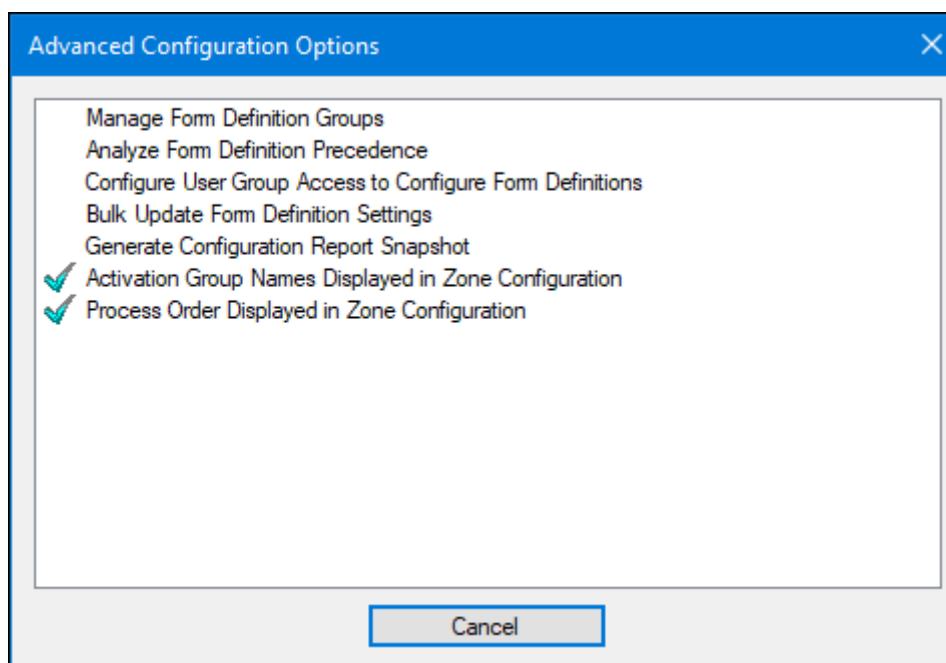 Advanced Configuration Options
Manage Form Definition Groups
Analyze Form Definition Precedence
Configure User Group Access to Configure Form Definitions
Bulk Update Form Definition Settings
Generate Configuration Report Snapshot
Activation Group Names Displayed in Zone Configuration
Process Order Displayed in Zone Configuration
Cancel